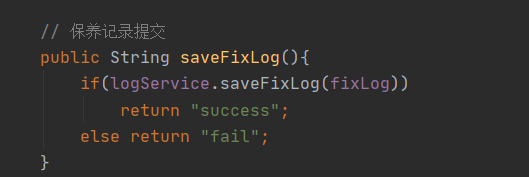 // 保养记录提交
public String saveFixLog(){
if(logService.saveFixLog(fixLog))
return "success";
else return "fail";
}